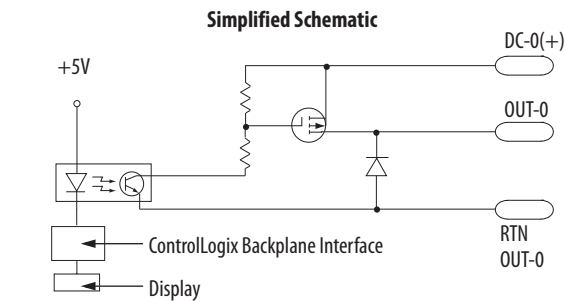 Simplified Schematic
DC-0(+)
+5V
OUT-0
RTN
OUT-0
ControlLogix Backplane Interface
Display